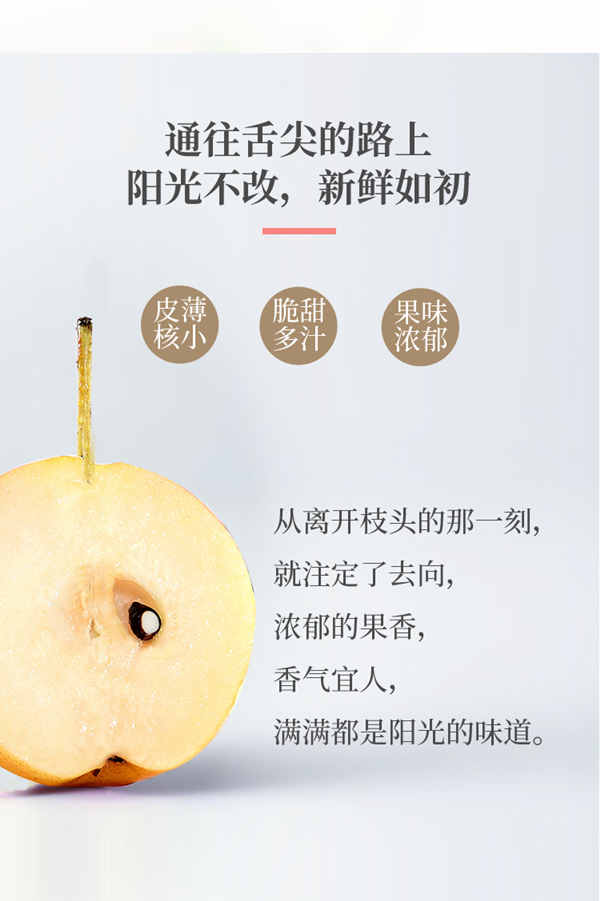 通往舌尖的路上
阳光不改，新鲜如初
皮薄
核小
脆甜
多汁
果味
浓郁
从离开枝头的那一刻，
就注定了去向，
浓郁的果香，
香气宜人，
满满都是阳光的味道。